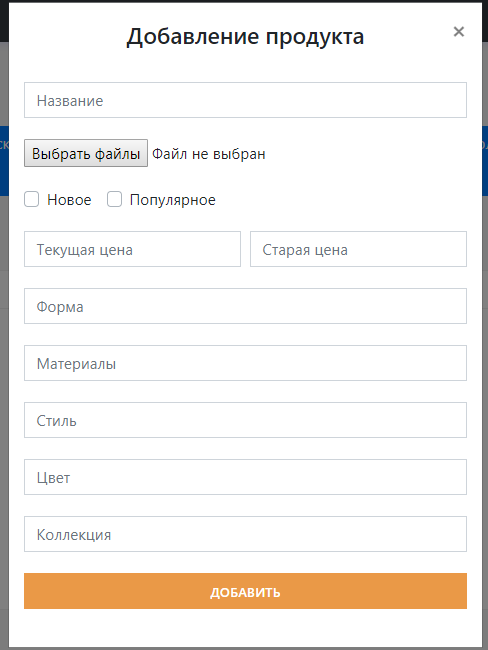 Добавление продукта ×
Название
Выбрать файлы Файл не выбран
Новое Популярное
Текущая цена Старая цена
Форма
Материалы
Стиль
Цвет
Коллекция
ДОБАВИТЬ